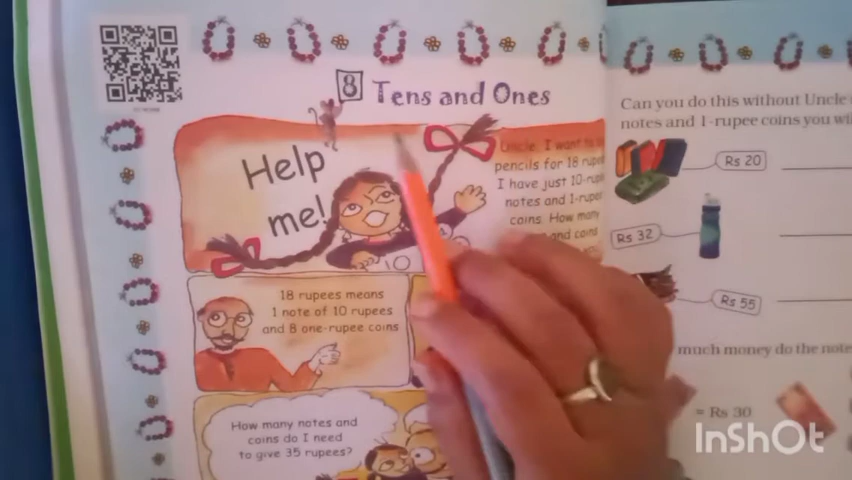 8 Tens and Ones
Help
me!
Uncle, I want to
pencils for 18 rupe
I have just 10-ru
notes and 1-rupe
coins. How many
and coins
18 rupees means
1 note of 10 rupees
and 8 one-rupee coins
How many notes and
coins do I need
to give 35 rupees?
Can you do this without Uncle
notes and 1-rupee coins you wi
Rs 20
Rs 32
Rs 55
much money do the note
= Rs 30
InShOt